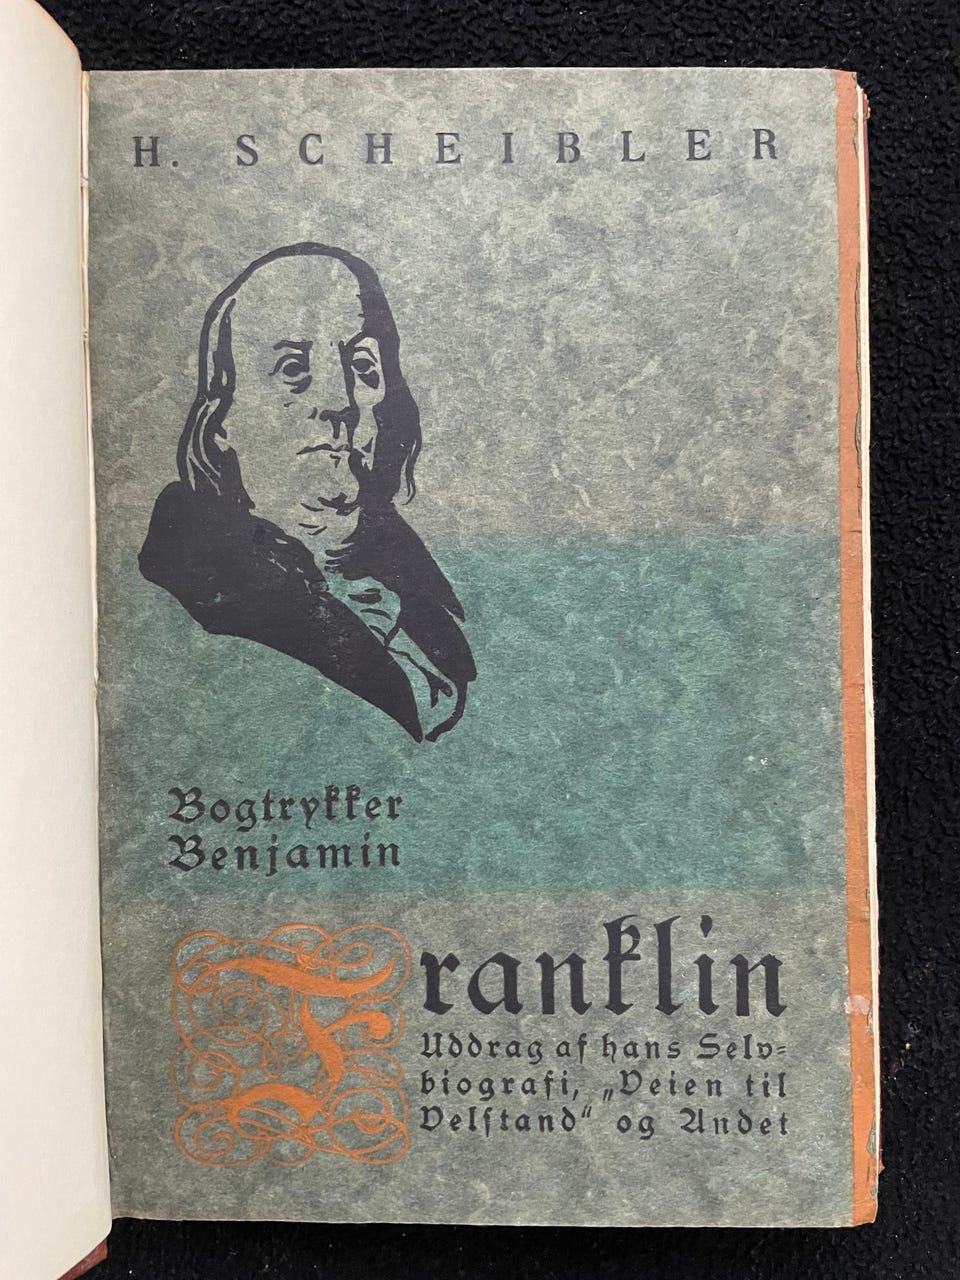 H. SCHEIBLER
Bogtrykker
Benjamin
Franklin
Uddrag af hans Selv=
biografi, „Veien til
Velstand“ og Andet